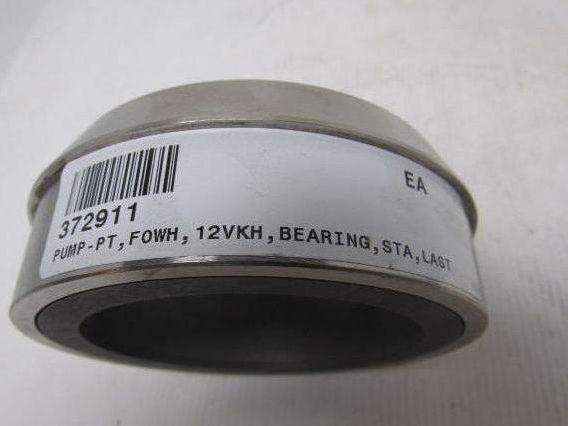 EA
372911
PUMP-PT,FOWH,12VKH,BEARING,STA,LAST